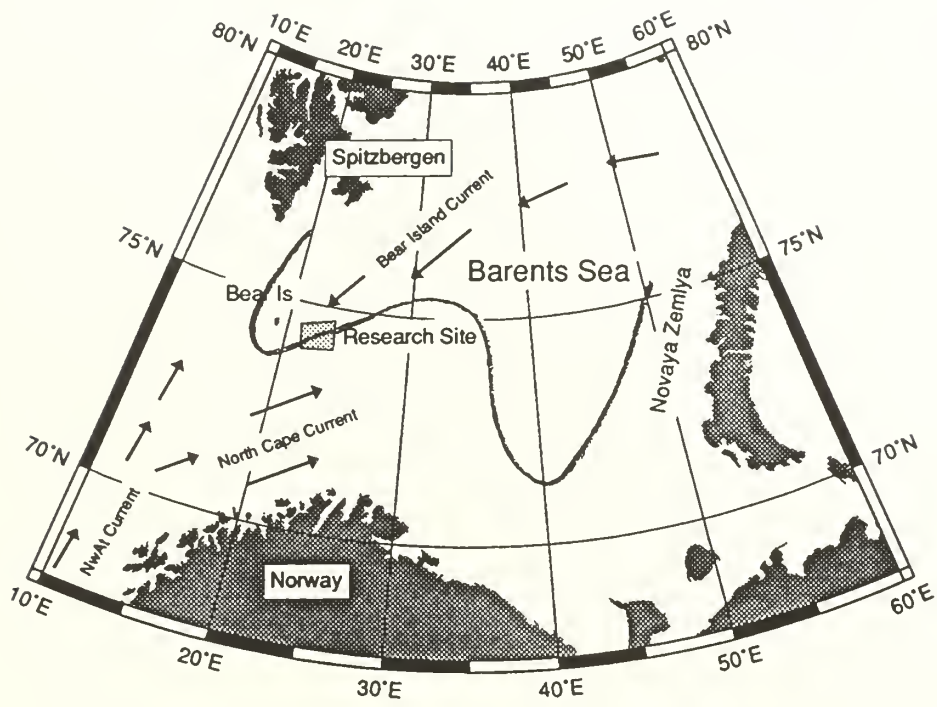 10°E
20°E
30°E
40°E
50°E
60°E
80°N
80°N
Spitzbergen
Bear Island Current
75°N
75°N
Barents Sea
Bear Is
Research Site
Novaya Zemlya
North Cape Current
70°N
70°N
NwAt Current
Norway
10°E
20°E
30°E
40°E
50°E
60°E